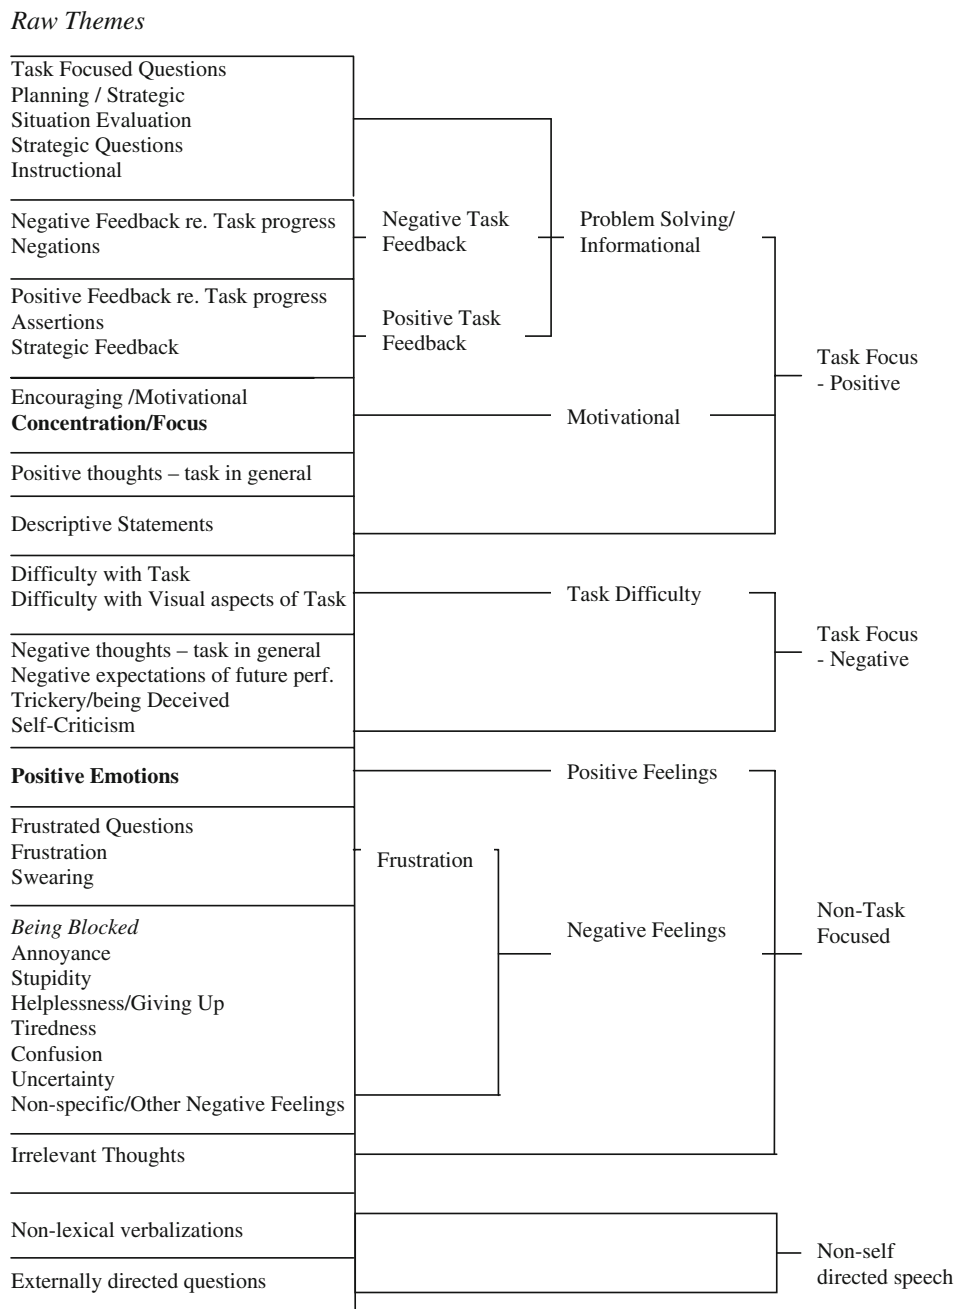 Raw Themes
Task Focused Questions
Planning / Strategic
Situation Evaluation
Strategic Questions
Instructional
Negative Feedback re. Task progress
Negations
Positive Feedback re. Task progress
Assertions
Strategic Feedback
Encouraging /Motivational
Concentration/Focus
Positive thoughts – task in general
Descriptive Statements
Difficulty with Task
Difficulty with Visual aspects of Task
Negative thoughts – task in general
Negative expectations of future perf.
Trickery/being Deceived
Self-Criticism
Positive Emotions
Frustrated Questions
Frustration
Swearing
Being Blocked
Annoyance
Stupidity
Helplessness/Giving Up
Tiredness
Confusion
Uncertainty
Non-specific/Other Negative Feelings
Irrelevant Thoughts
Non-lexical verbalizations
Externally directed questions
Negative Task
Feedback
Positive Task
Feedback
Frustration
Problem Solving/
Informational
Motivational
Task Difficulty
Positive Feelings
Negative Feelings
Task Focus
- Positive
Task Focus
- Negative
Non-Task
Focused
Non-self
directed speech